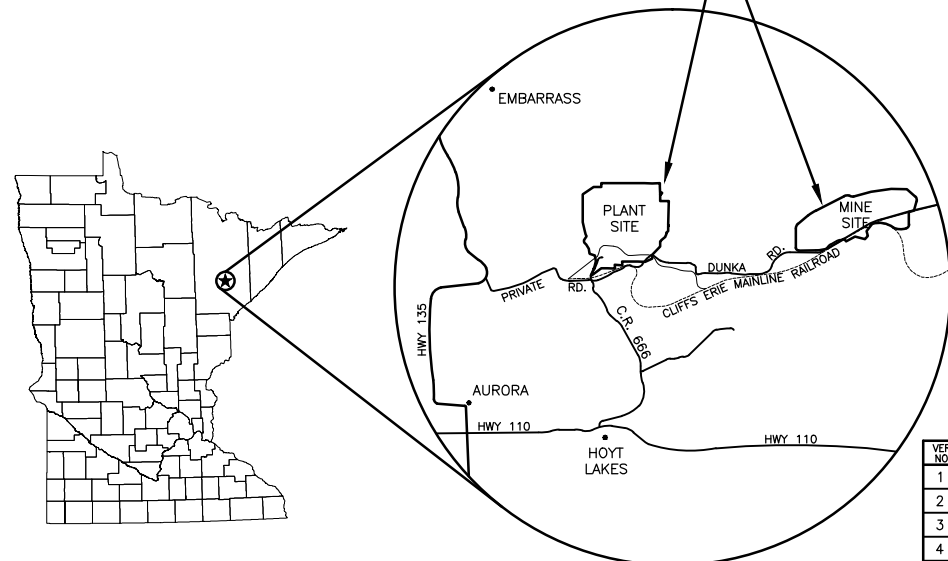 EMBARRASS
PLANT
SITE
MINE
SITE
DUNKA
RD.
PRIVATE
RD.
CLIFFS ERIE MAINLINE RAILROAD
HWY 135
C.R. 666
AURORA
HWY 110
HWY 110
HOYT
LAKES
1
2
3
4